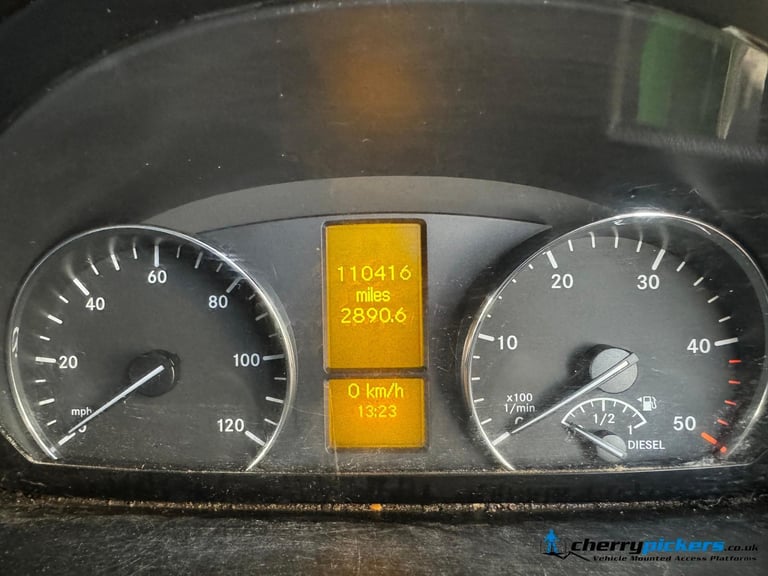 20
40
60
80
100
120
mph
110416
miles
2890.6
0 km/h
13:23
10
20
30
40
50
x100
1/min
1/2
1
DIESEL
cherrypickers.co.uk
Vehicle Mounted Access Platforms